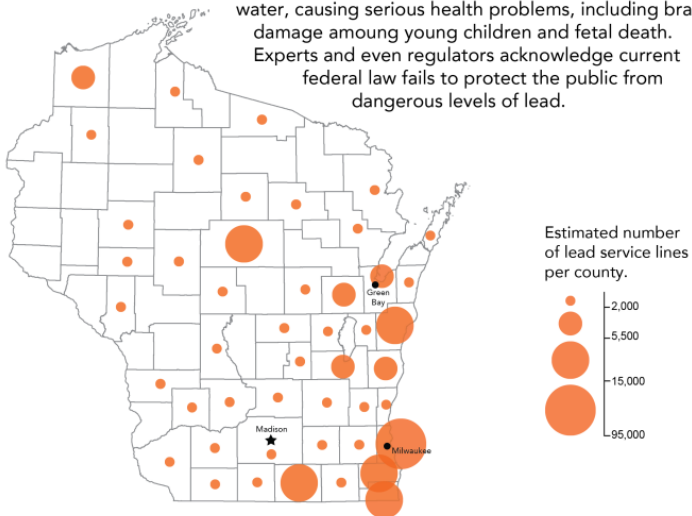 water, causing serious health problems, including bra
damage amoung young children and fetal death.
Experts and even regulators acknowledge current
federal law fails to protect the public from
dangerous levels of lead.
Estimated number
of lead service lines
per county.
2,000
5,500
15,000
95,000
Green
Bay
Madison
Milwaukee